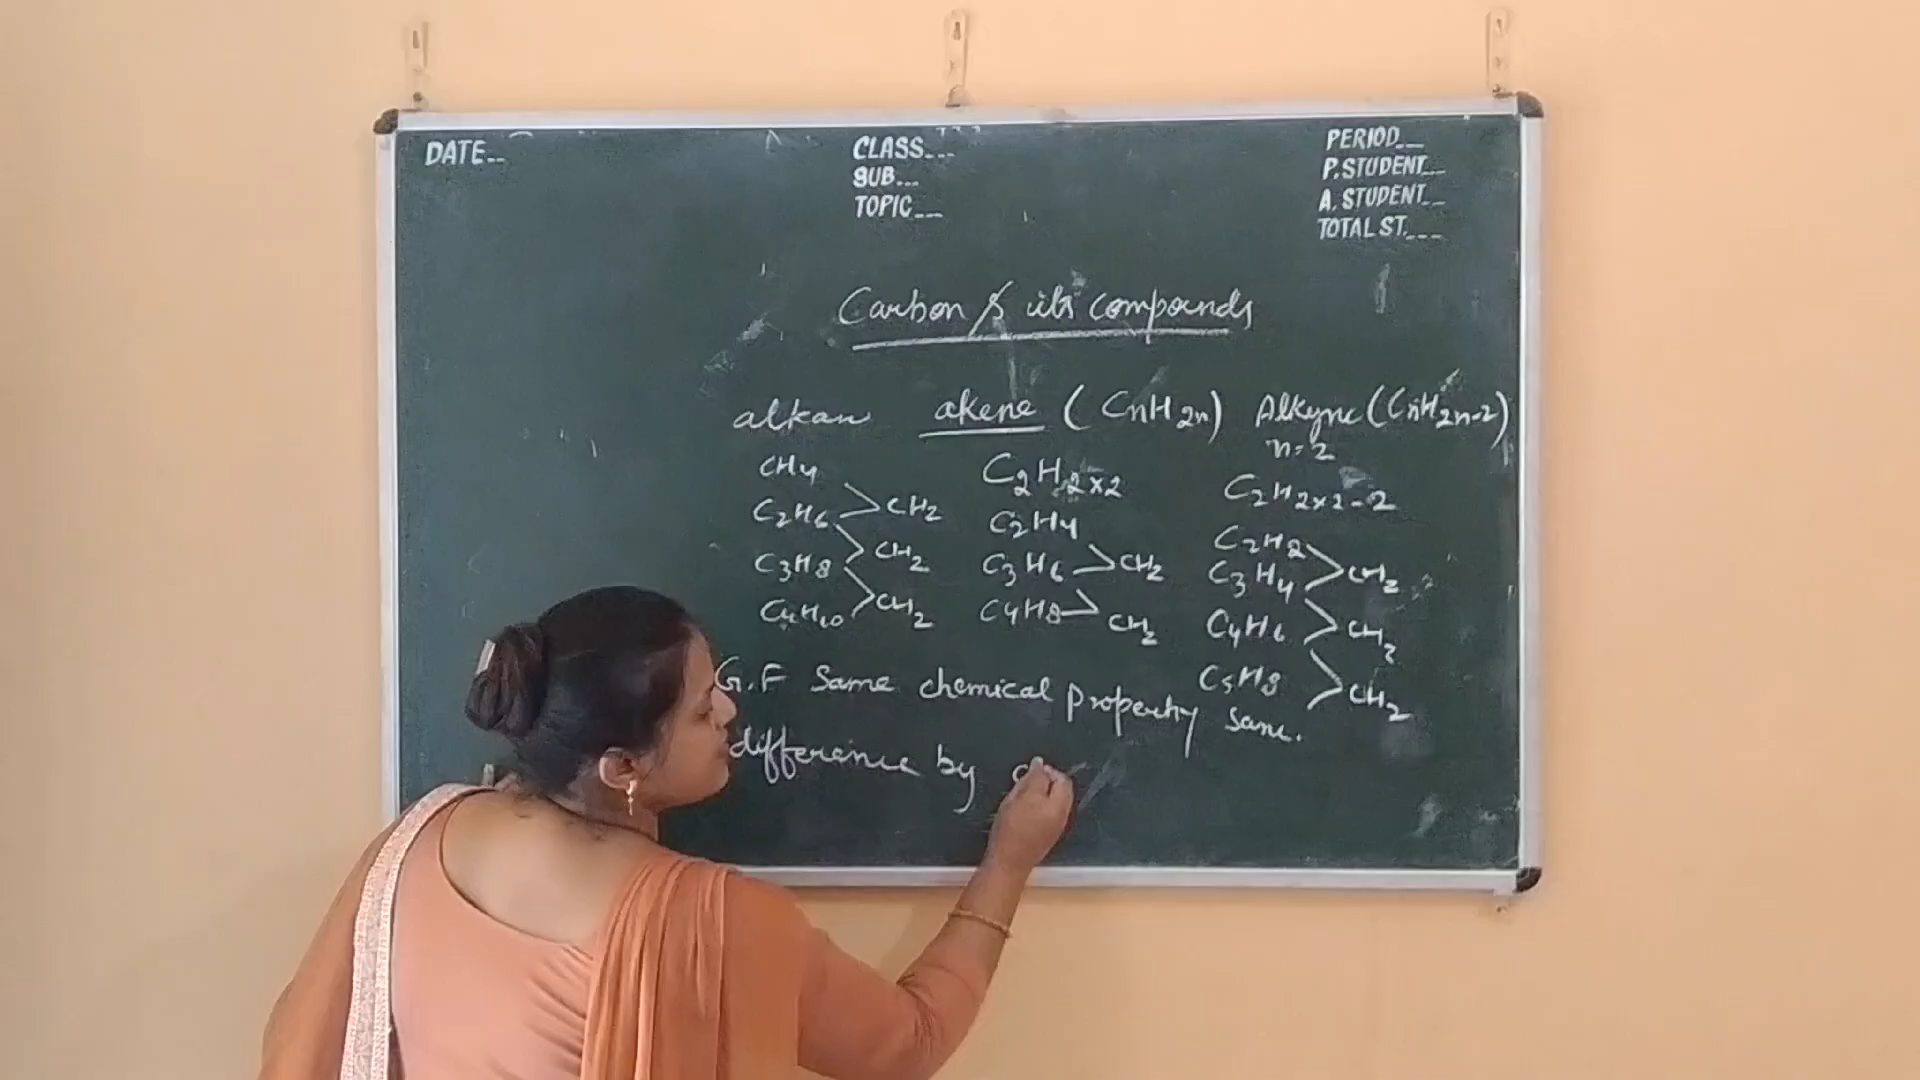 DATE..
CLASS...
SUB...
TOPIC...
PERIOD...
P.STUDENT...
A.STUDENT...
TOTAL ST....
Carbon & its compounds
alkan akene (CnH2n) Alkyne (CnH2n-2)
n=2
CH4
C2H6 > CH2
C3H8 > CH2
C4H10 > CH2
C2H2x2
C2H4
C3H6 > CH2
C4H8 > CH2
C2H2x2-2
C2H2
C3H4 > CH2
C4H6 > CH2
C5H8 > CH2
G.F Same chemical property same.
difference by